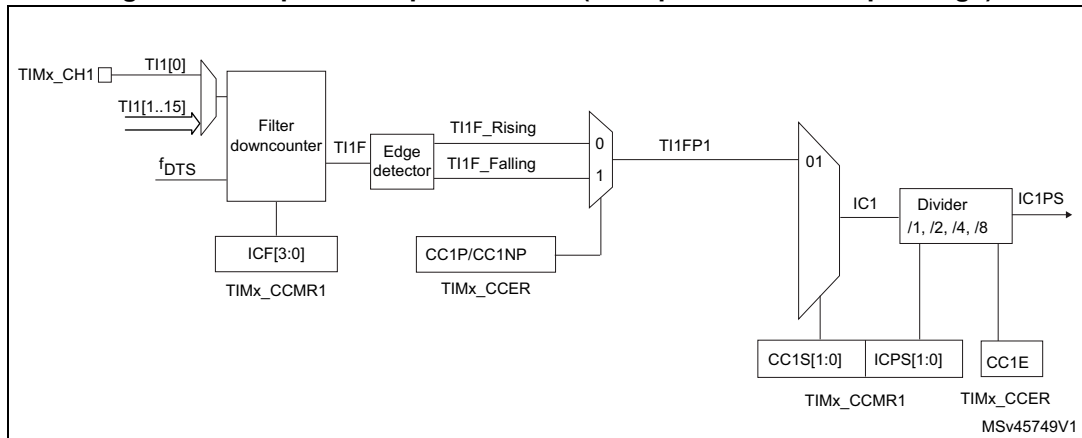 TIMx_CH1
TI1[0]
TI1[1..15]
fDTS
Filter
downcounter
ICF[3:0]
TIMx_CCMR1
TI1F
Edge
detector
TI1F_Rising
TI1F_Falling
0
1
CC1P/CC1NP
TIMx_CCER
TI1FP1
01
IC1
Divider
/1, /2, /4, /8
IC1PS
CC1S[1:0]
ICPS[1:0]
TIMx_CCMR1
CC1E
TIMx_CCER
MSv45749V1